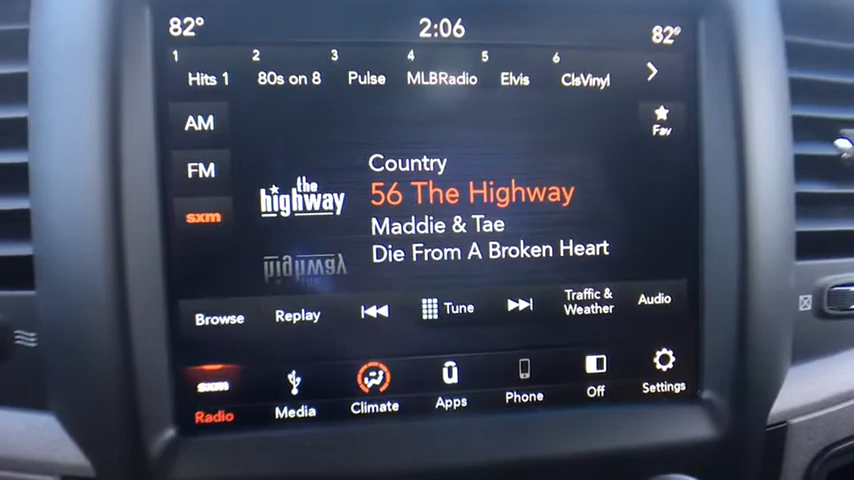 82° 2:06 82°
1 2 3 4 5 6
Hits 1 80s on 8 Pulse MLBRadio Elvis ClsVinyl
AM
Fav
FM
sxm
the highway
Country
56 The Highway
Maddie & Tae
Die From A Broken Heart
highway
Browse Replay Tune Traffic & Weather Audio
sxm
Radio Media Climate Apps Phone Off Settings